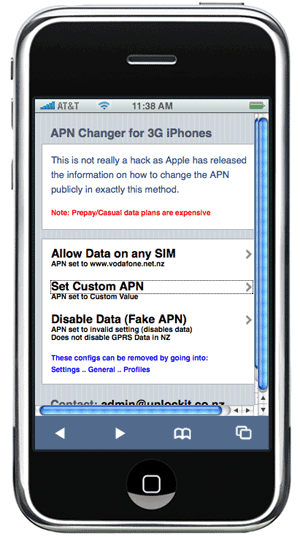 AT&T 11:38 AM
APN Changer for 3G iPhones
This is not really a hack as Apple has released
the information on how to change the APN
publicly in exactly this method.
Note: Prepay/Casual data plans are expensive
Allow Data on any SIM
APN set to www.vodafone.net.nz
Set Custom APN
APN set to Custom Value
Disable Data (Fake APN)
APN set to invalid setting (disables data)
Does not disable GPRS Data in NZ
These configs can be removed by going into:
Settings .. General .. Profiles
Contact: admin@unlockit.co.nz